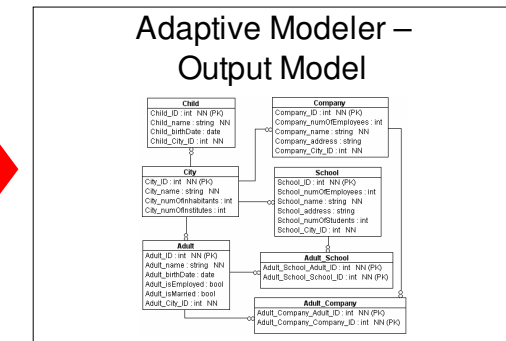 Adaptive Modeler –
Output Model
Child
Child_ID : int NN (PK)
Child_name : string NN
Child_birthDate : date
Child_City_ID : int NN
Company
Company_ID : int NN (PK)
Company_numOfEmployees : int
Company_name : string NN
Company_address : string
Company_City_ID : int NN
City
City_ID : int NN (PK)
City_name : string NN
City_numOfInhabitants : int
City_numOfInstitutes : int
School
School_ID : int NN (PK)
School_numOfEmployees : int
School_name : string NN
School_address : string
School_numOfStudents : int
School_City_ID : int NN
Adult
Adult_ID : int NN (PK)
Adult_name : string NN
Adult_birthDate : date
Adult_isEmployed : bool
Adult_isMarried : bool
Adult_City_ID : int NN
Adult_School
Adult_School_Adult_ID : int NN (PK)
Adult_School_School_ID : int NN (PK)
Adult_Company
Adult_Company_Adult_ID : int NN (PK)
Adult_Company_Company_ID : int NN (PK)